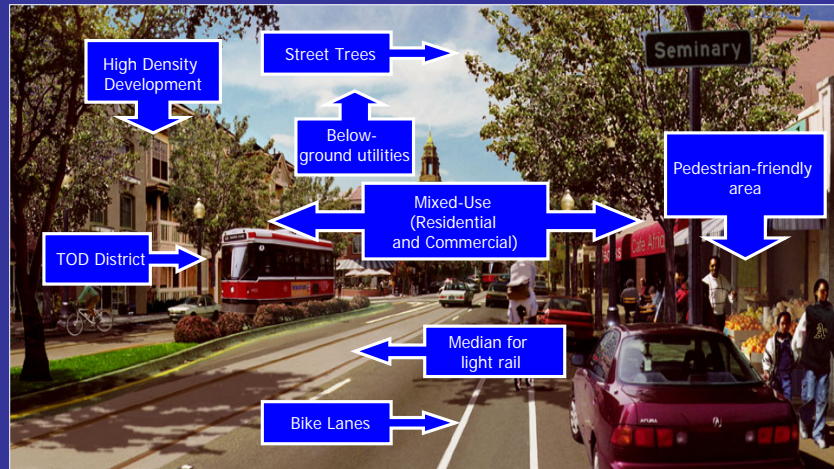 Street Trees
Seminary
High Density
Development
Below-
ground utilities
Pedestrian-friendly
area
Mixed-Use
(Residential
and Commercial)
Cafe
TOD District
Median for
light rail
ACURA
Bike Lanes